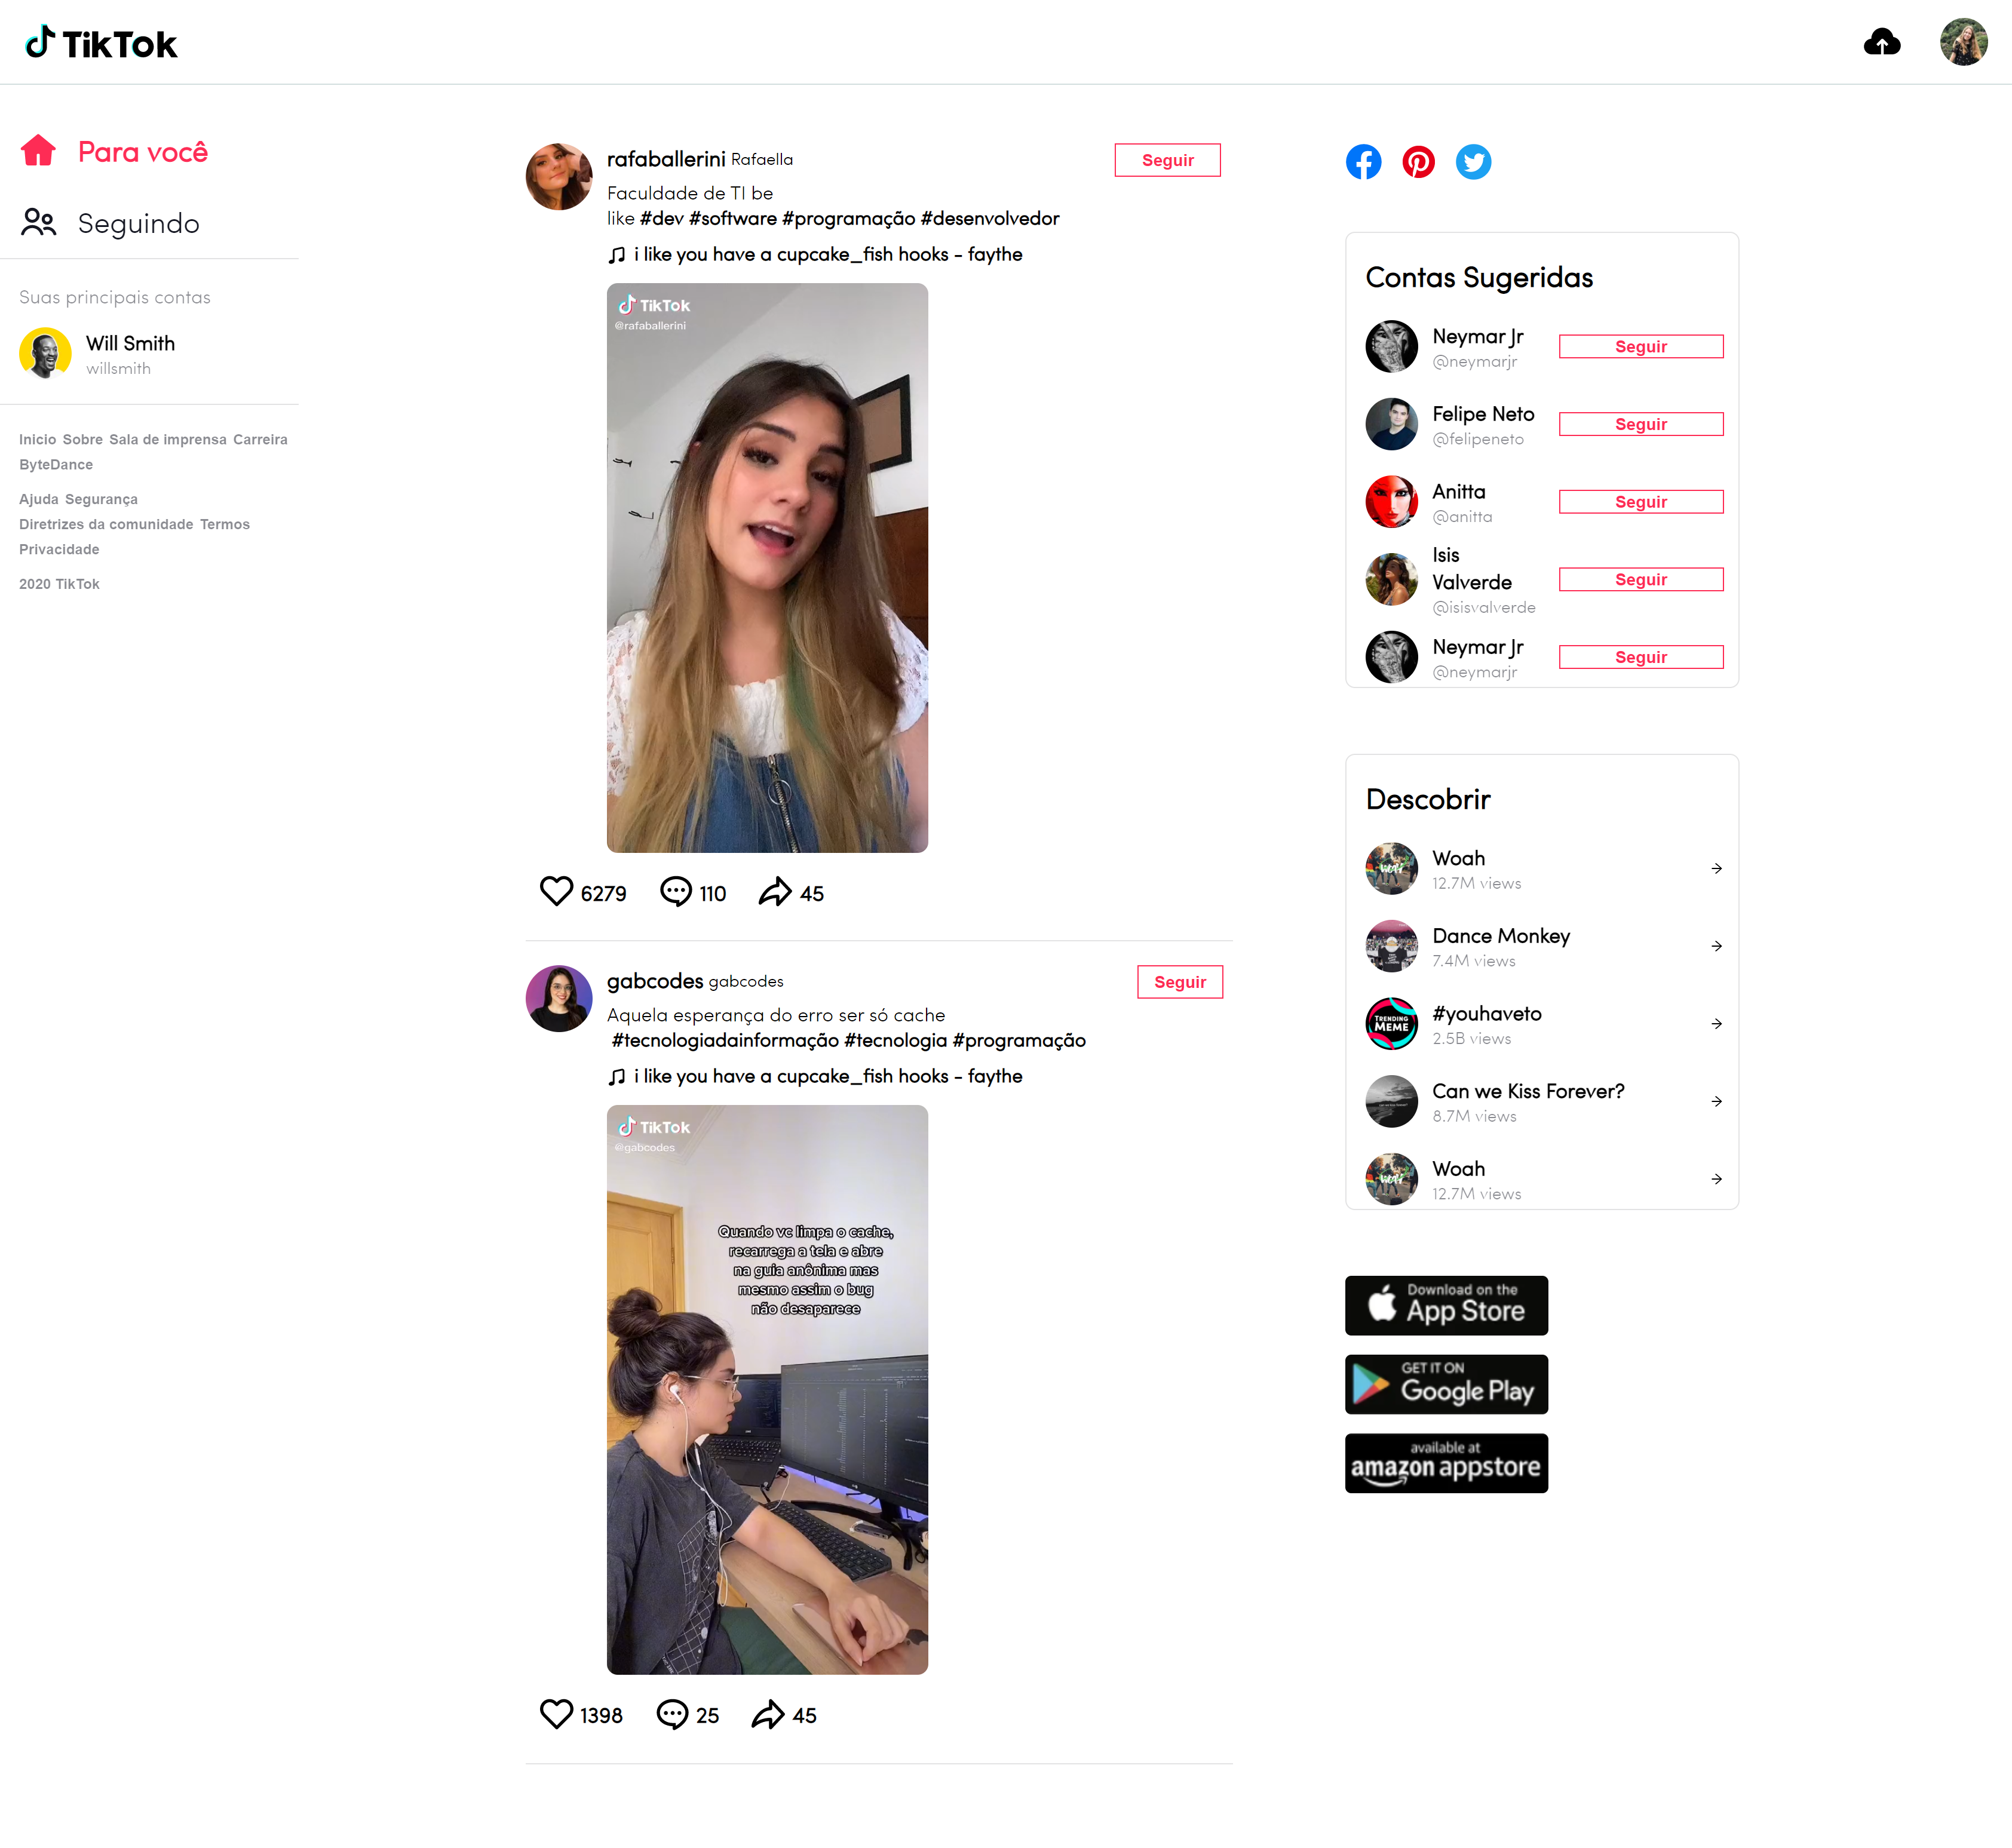 TikTok
Para você
Seguindo
Suas principais contas
Will Smith
willsmith
Inicio Sobre Sala de imprensa Carreira
ByteDance
Ajuda Segurança
Diretrizes da comunidade Termos
Privacidade
2020 TikTok
rafaballerini Rafaella
Seguir
Faculdade de TI be
like #dev #software #programação #desenvolvedor
i like you have a cupcake_fish hooks - faythe
TikTok
@rafaballerini
6279 110 45
gabcodes gabcodes
Seguir
Aquela esperança do erro ser só cache
#tecnologiadainformação #tecnologia #programação
i like you have a cupcake_fish hooks - faythe
TikTok
@gabcodes
Quando vc limpa o cache,
recarrega a tela e abre
na guia anônima mas
mesmo assim o bug
não desaparece
1398 25 45
Contas Sugeridas
Neymar Jr
@neymarjr
Seguir
Felipe Neto
@felipeneto
Seguir
Anitta
@anitta
Seguir
Isis
Valverde
@isisvalverde
Seguir
Neymar Jr
@neymarjr
Seguir
Descobrir
Woah
12.7M views
Dance Monkey
7.4M views
TRENDING
MEME
#youhaveto
2.5B views
Can we Kiss Forever?
8.7M views
Woah
12.7M views
Download on the
App Store
GET IT ON
Google Play
available at
amazon appstore